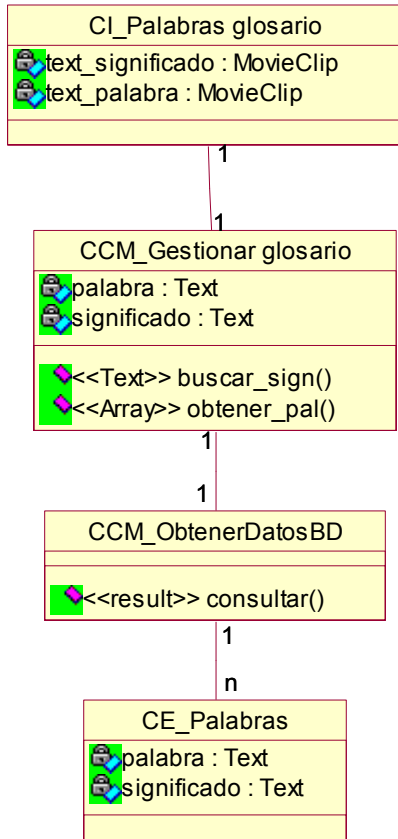 CI_Palabras glosario
text_significado : MovieClip
text_palabra : MovieClip
1
1
CCM_Gestionar glosario
palabra : Text
significado : Text
<<Text>> buscar_sign()
<<Array>> obtener_pal()
1
1
CCM_ObtenerDatosBD
<<result>> consultar()
1
n
CE_Palabras
palabra : Text
significado : Text